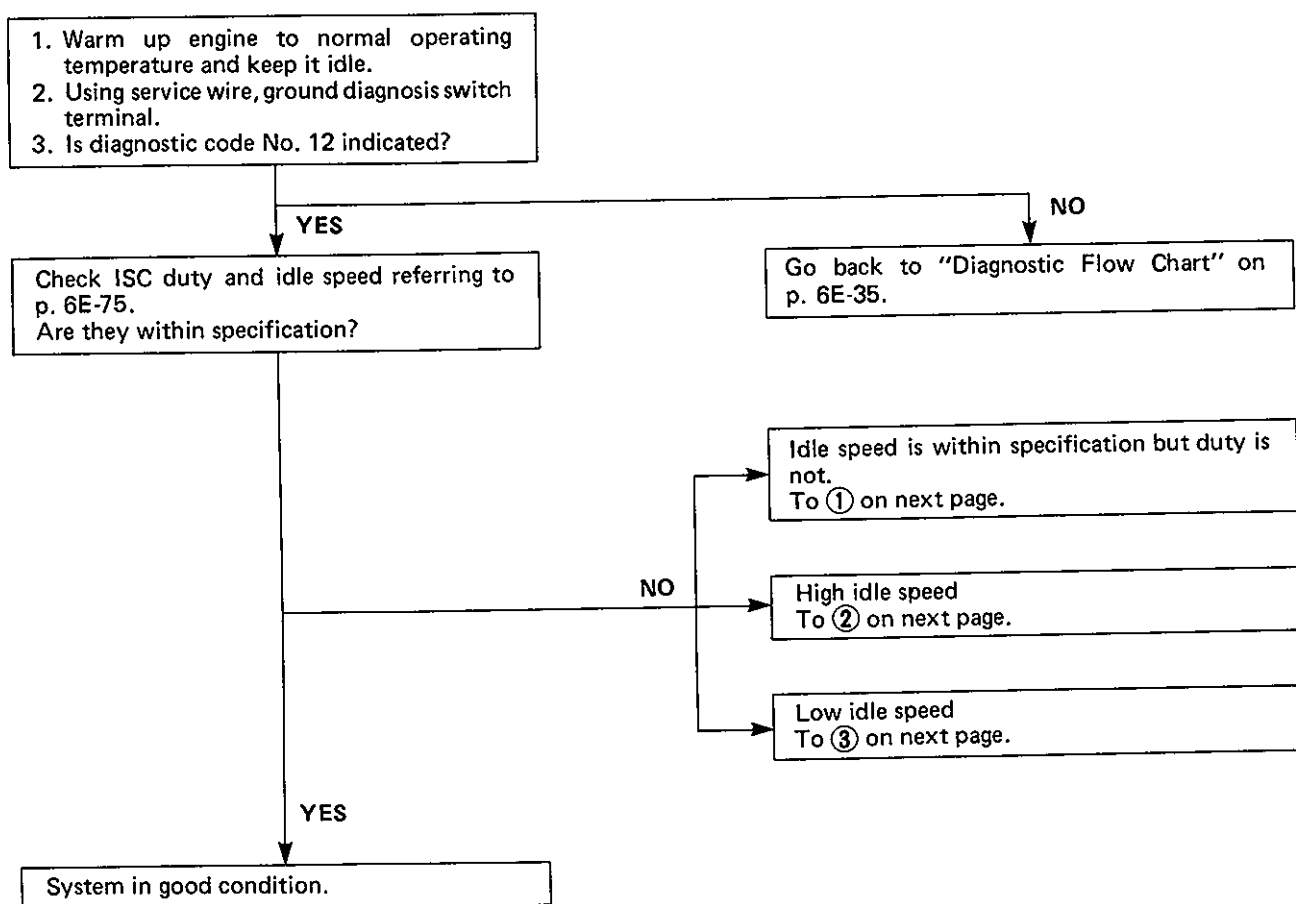 1. Warm up engine to normal operating
temperature and keep it idle.
2. Using service wire, ground diagnosis switch
terminal.
3. Is diagnostic code No. 12 indicated?
YES
NO
Check ISC duty and idle speed referring to
p. 6E-75.
Are they within specification?
Go back to "Diagnostic Flow Chart" on
p. 6E-35.
Idle speed is within specification but duty is
not.
To ① on next page.
NO
High idle speed
To ② on next page.
Low idle speed
To ③ on next page.
YES
System in good condition.